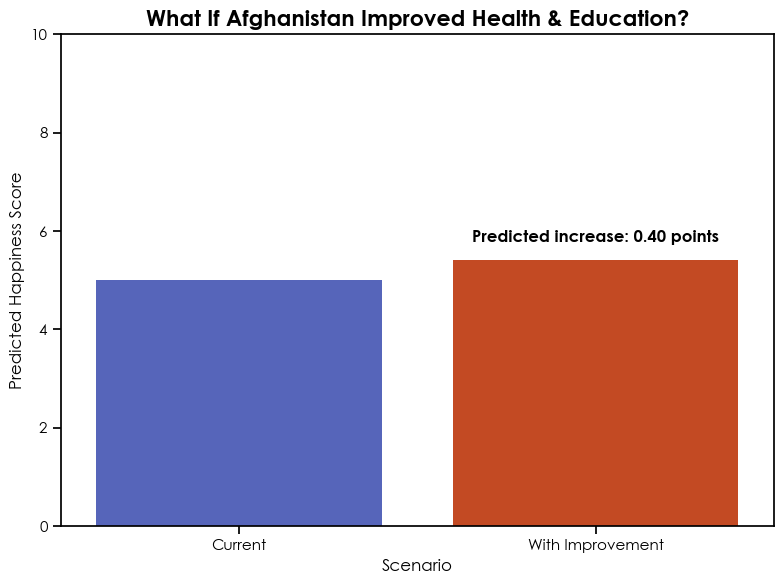 What If Afghanistan Improved Health & Education?
Predicted Happiness Score
10
8
6
4
2
0
Predicted increase: 0.40 points
Current
With Improvement
Scenario